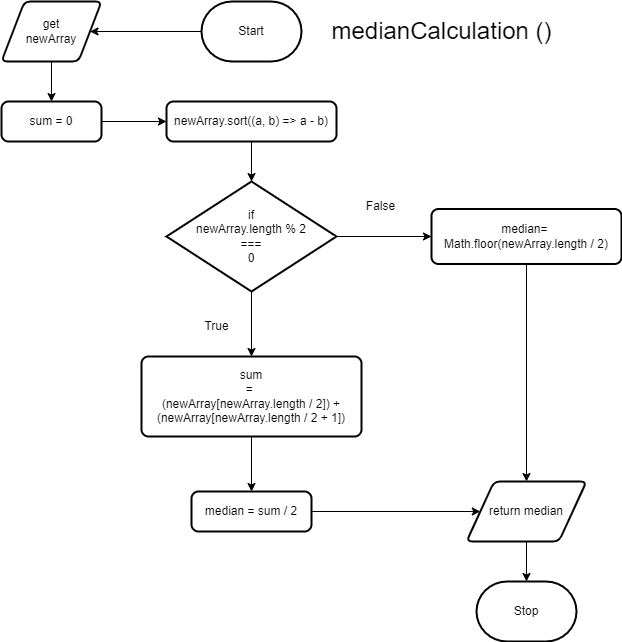 get
newArray
Start
medianCalculation ()
sum = 0
newArray.sort((a, b) => a - b)
if
newArray.length % 2
===
0
False
median=
Math.floor(newArray.length / 2)
True
sum
=
(newArray[newArray.length / 2]) +
(newArray[newArray.length / 2 + 1])
median = sum / 2
return median
Stop